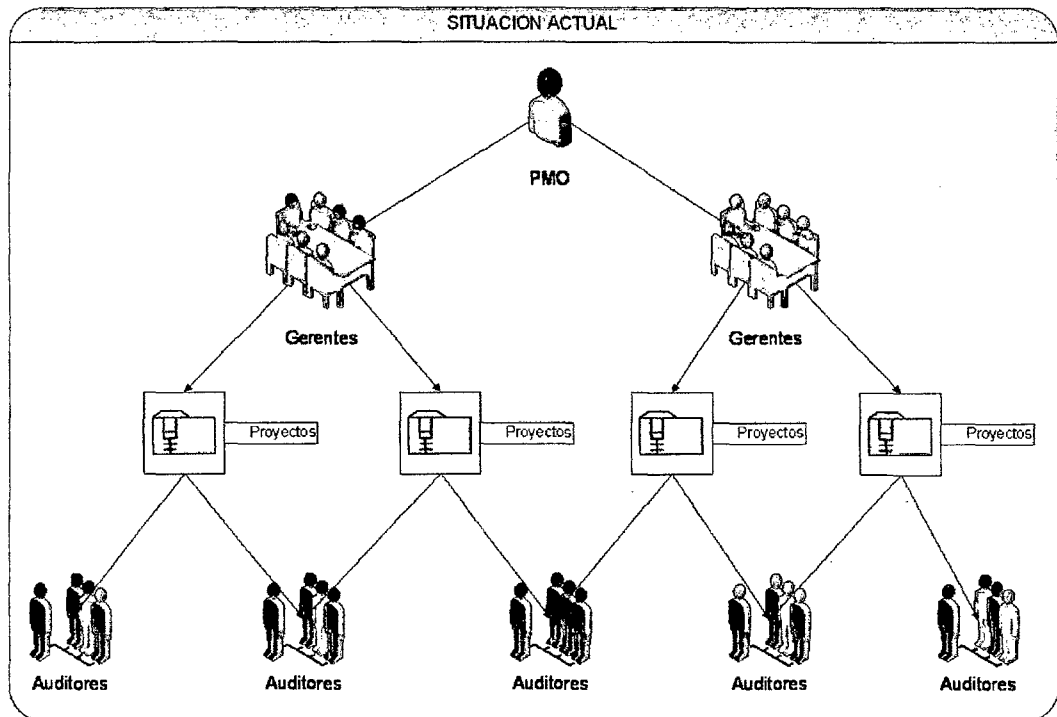 SITUACION ACTUAL
PMO
Gerentes
Gerentes
Proyectos
Proyectos
Proyectos
Proyectos
Auditores
Auditores
Auditores
Auditores
Auditores